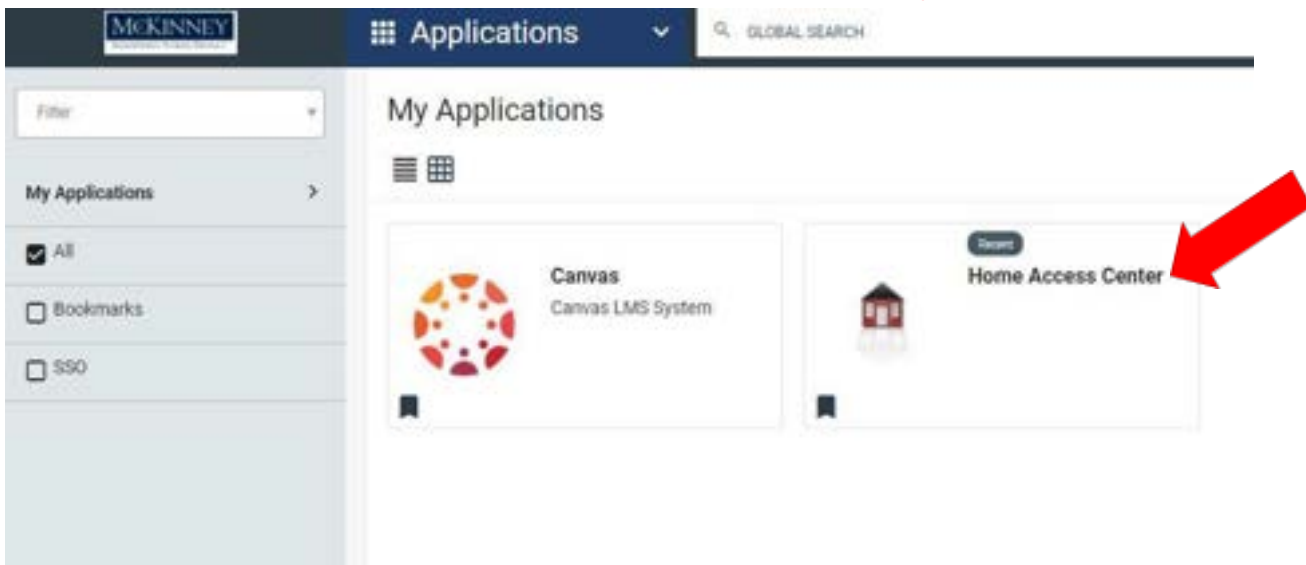 McKINNEY
Applications
GLOBAL SEARCH
Filter
My Applications
All
Bookmarks
SSO
My Applications
Canvas
Canvas LMS System
Recent
Home Access Center